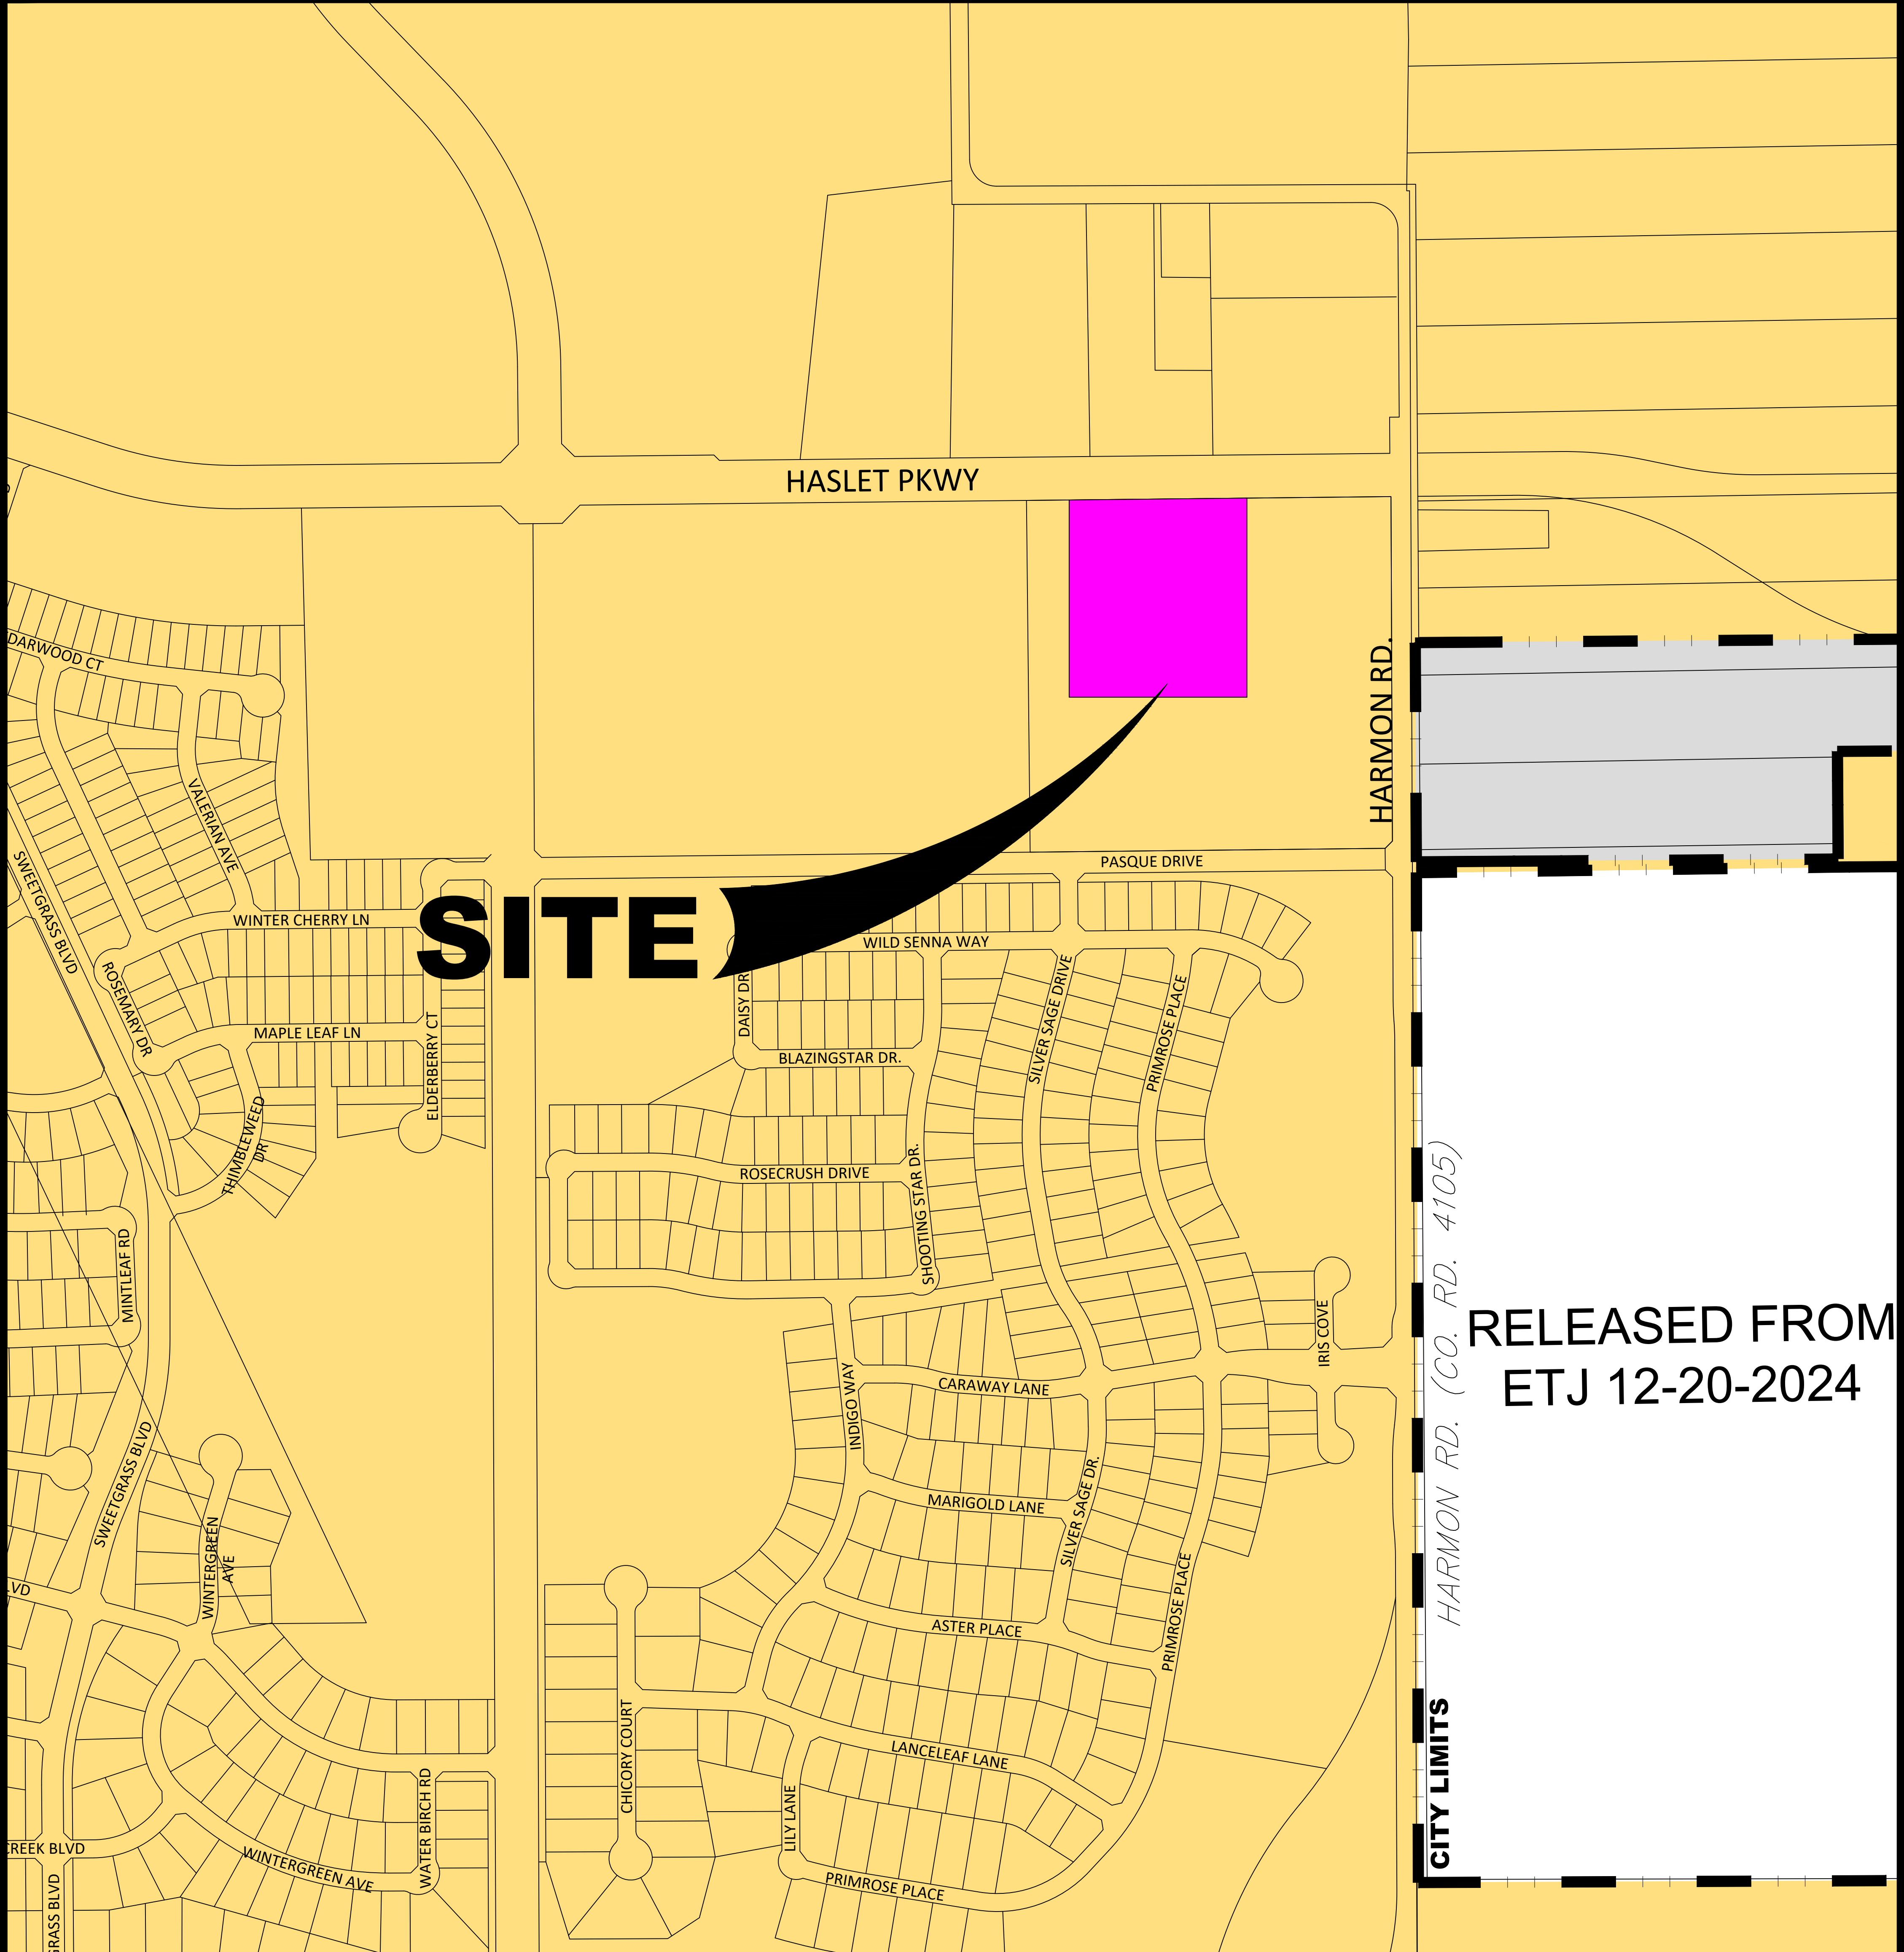 HASLET PKWY
DARWOOD CT
HARMON RD.
VALERIAN AVE
PASQUE DRIVE
SWEETGRASS BLVD
WINTER CHERRY LN
SITE
WILD SENNA WAY
ROSEMARY DR
DAISY DR
SILVER SAGE DRIVE
PRIMROSE PLACE
MAPLE LEAF LN
ELDERBERRY CT
BLAZINGSTAR DR.
THIMBLEWEED
DR
ROSECRUSH DRIVE
SHOOTING STAR DR.
MINTLEAF RD
HARMON RD. (CO. RD. 4105)
RELEASED FROM
ETJ 12-20-2024
IRIS COVE
INDIGO WAY
CARAWAY LANE
SWEETGRASS BLVD
WINTERGREEN
AVE
MARIGOLD LANE
SILVER SAGE DR.
PRIMROSE PLACE
LVD
ASTER PLACE
CHICORY COURT
LANCELEAF LANE
CITY LIMITS
WATER BIRCH RD
LILY LANE
CREEK BLVD
WINTERGREEN AVE
PRIMROSE PLACE
GRASS BLVD